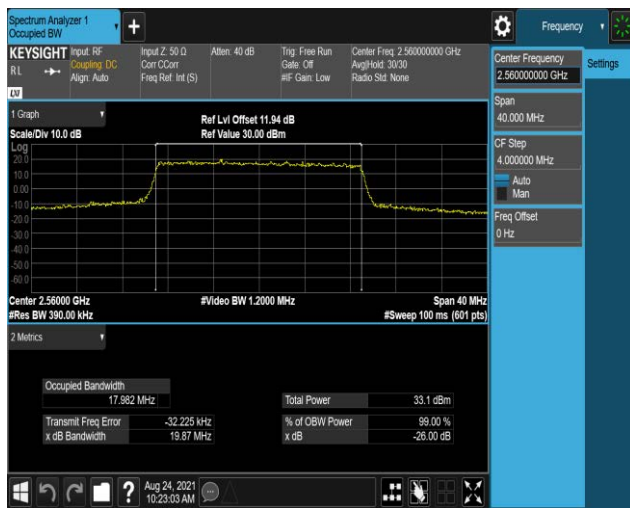 Spectrum Analyzer 1
Occupied BW
Frequency
KEYSIGHT
Input: RF
Input Z: 50 Ω
Atten: 40 dB
Trig: Free Run
Center Freq: 2.560000000 GHz
RL
Coupling: DC
Corr CCorr
Gate: Off
Avg|Hold: 30/30
Align: Auto
Freq Ref: Int (S)
#IF Gain: Low
Radio Std: None
LXI
Center Frequency
2.560000000 GHz
Settings
Span
40.000 MHz
CF Step
4.000000 MHz
Auto
Man
Freq Offset
0 Hz
1 Graph
Ref Lvl Offset 11.94 dB
Scale/Div 10.0 dB
Ref Value 30.00 dBm
Log
20.0
10.0
0.00
-10.0
-20.0
-30.0
-40.0
-50.0
-60.0
Center 2.56000 GHz
#Video BW 1.2000 MHz
Span 40 MHz
#Res BW 390.00 kHz
#Sweep 100 ms (601 pts)
2 Metrics
Occupied Bandwidth
17.982 MHz
Total Power
33.1 dBm
Transmit Freq Error
-32.225 kHz
% of OBW Power
99.00 %
x dB Bandwidth
19.87 MHz
x dB
-26.00 dB
Aug 24, 2021
10:23:03 AM